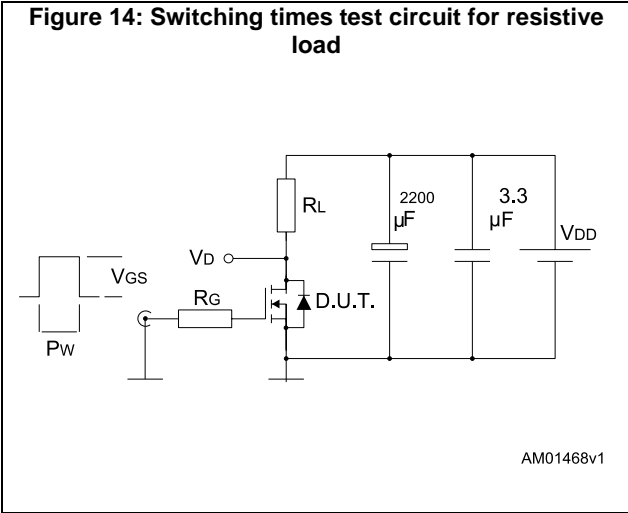 Figure 14: Switching times test circuit for resistive
load
2200
μF
3.3
μF
VDD
RL
VD
VGS
RG
D.U.T.
PW
AM01468v1